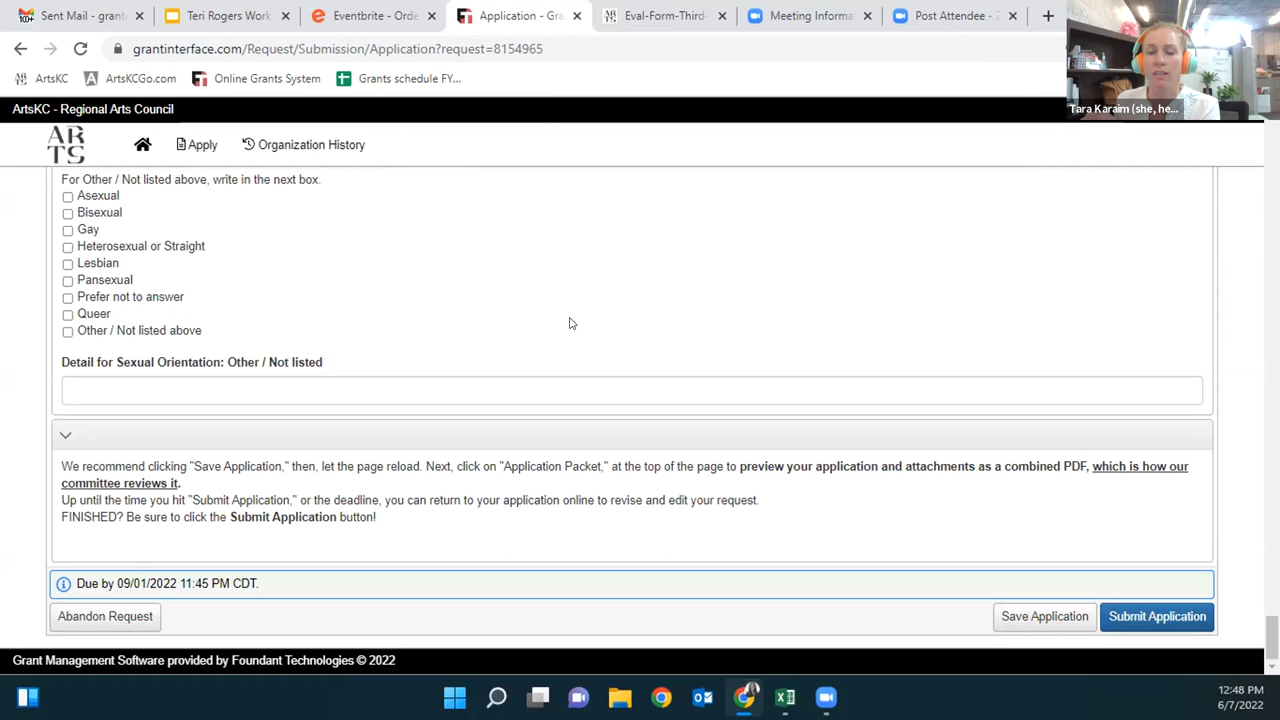 Sent Mail - grant
Teri Rogers Work
Eventbrite - Orde
Application - Gra
Eval-Form-Third-
Meeting Informa
Post Attendee - Z
grantinterface.com/Request/Submission/Application?request=8154965
ArtsKC
ArtsKCGo.com
Online Grants System
Grants schedule FY...
Tara Karaim (she, he...
ArtsKC - Regional Arts Council
AR
TS
Apply
Organization History
For Other / Not listed above, write in the next box.
Asexual
Bisexual
Gay
Heterosexual or Straight
Lesbian
Pansexual
Prefer not to answer
Queer
Other / Not listed above
Detail for Sexual Orientation: Other / Not listed
We recommend clicking "Save Application," then, let the page reload. Next, click on "Application Packet," at the top of the page to preview your application and attachments as a combined PDF, which is how our
committee reviews it.
Up until the time you hit "Submit Application," or the deadline, you can return to your application online to revise and edit your request.
FINISHED? Be sure to click the Submit Application button!
Due by 09/01/2022 11:45 PM CDT.
Abandon Request
Save Application
Submit Application
Grant Management Software provided by Foundant Technologies © 2022
12:48 PM
6/7/2022